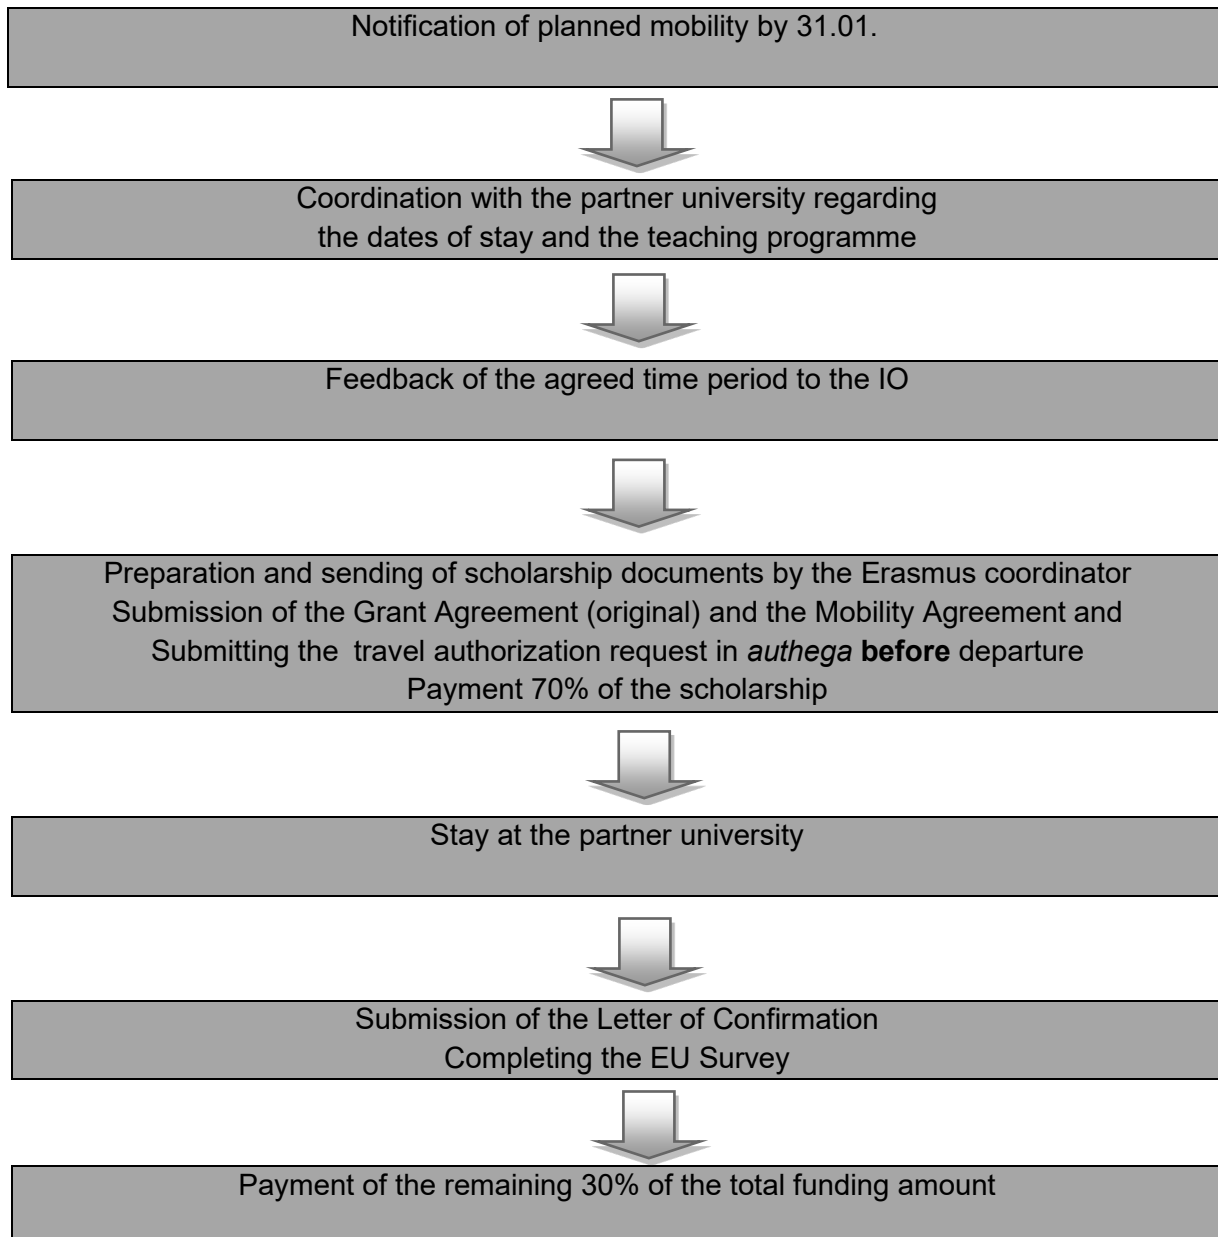 Notification of planned mobility by 31.01.
Coordination with the partner university regarding
the dates of stay and the teaching programme
Feedback of the agreed time period to the IO
Preparation and sending of scholarship documents by the Erasmus coordinator
Submission of the Grant Agreement (original) and the Mobility Agreement and
Submitting the  travel authorization request in authega before departure
Payment 70% of the scholarship
Stay at the partner university
Submission of the Letter of Confirmation
Completing the EU Survey
Payment of the remaining 30% of the total funding amount